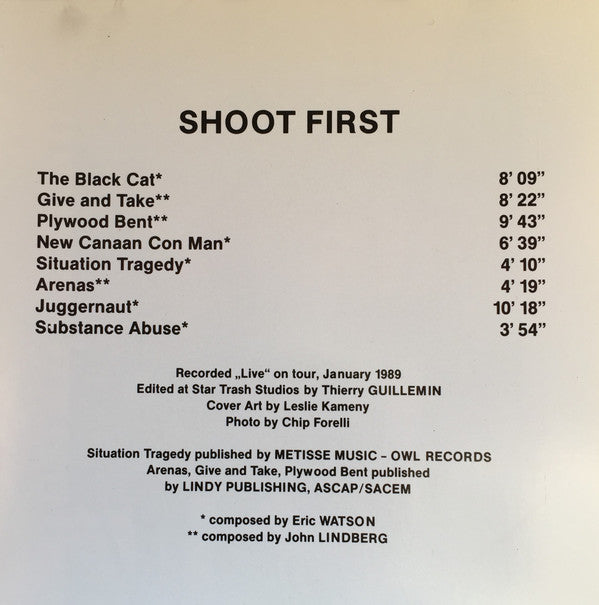 SHOOT FIRST
The Black Cat* 8' 09"
Give and Take** 8' 22"
Plywood Bent** 9' 43"
New Canaan Con Man* 6' 39"
Situation Tragedy* 4' 10"
Arenas** 4' 19"
Juggernaut* 10' 18"
Substance Abuse* 3' 54"
Recorded „Live“ on tour, January 1989
Edited at Star Trash Studios by Thierry GUILLEMIN
Cover Art by Leslie Kameny
Photo by Chip Forelli
Situation Tragedy published by METISSE MUSIC – OWL RECORDS
Arenas, Give and Take, Plywood Bent published
by LINDY PUBLISHING, ASCAP/SACEM
* composed by Eric WATSON
** composed by John LINDBERG